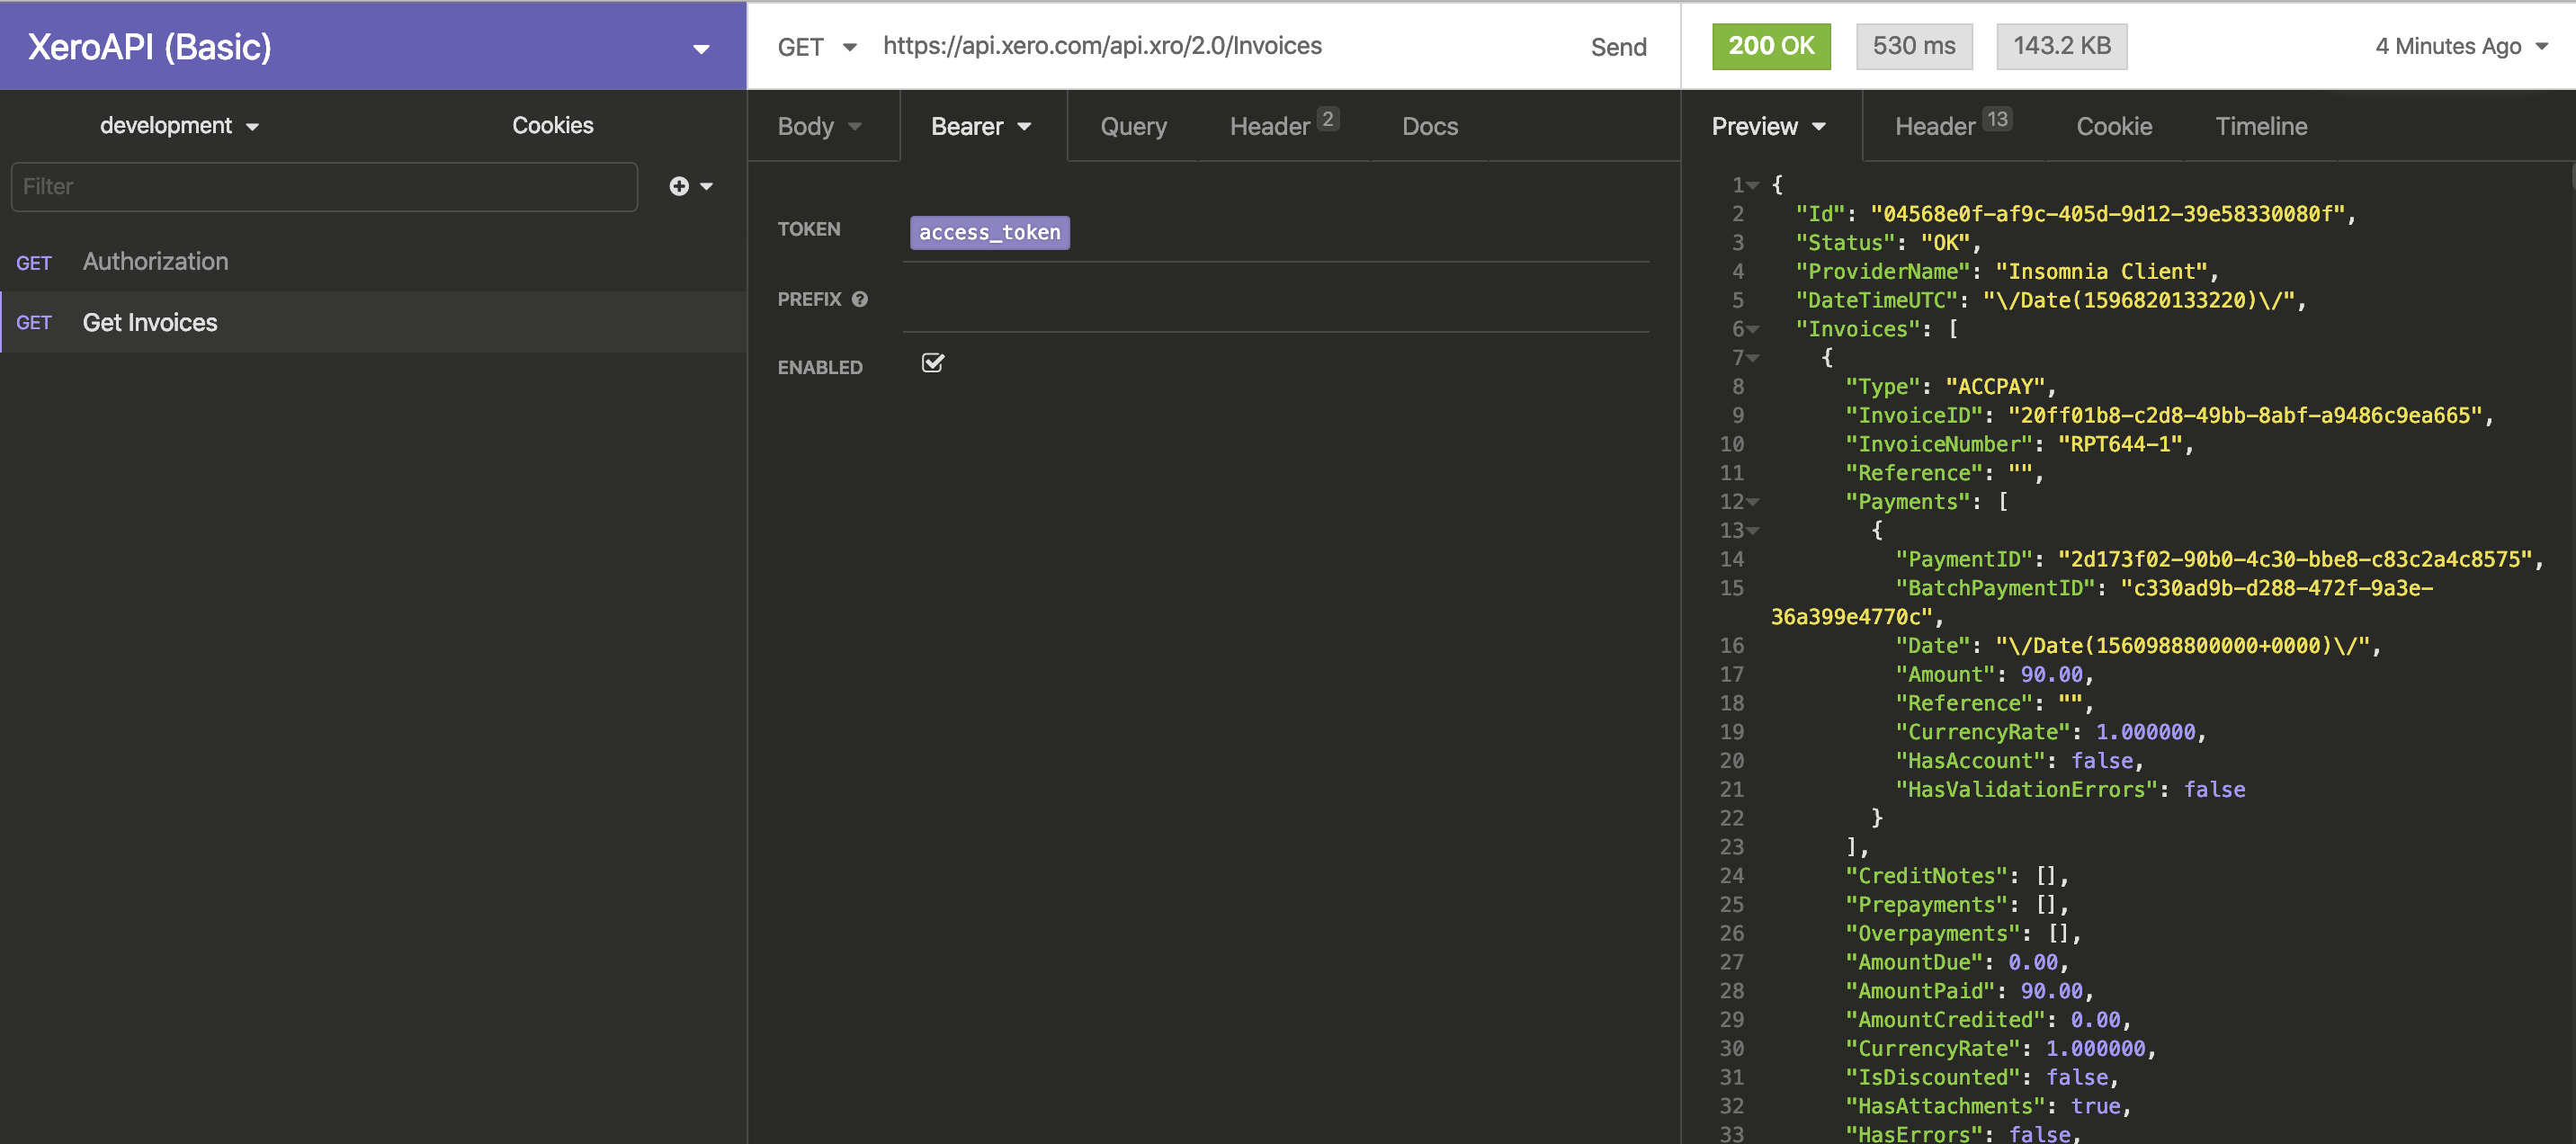 XeroAPI (Basic)
development
Cookies
Filter
GET Authorization
GET Get Invoices
GET https://api.xero.com/api.xro/2.0/Invoices Send
Body Bearer Query Header 2 Docs
TOKEN access_token
PREFIX
ENABLED
200 OK 530 ms 143.2 KB 4 Minutes Ago
Preview Header 13 Cookie Timeline
1 {
2 "Id": "04568e0f-af9c-405d-9d12-39e58330080f",
3 "Status": "OK",
4 "ProviderName": "Insomnia Client",
5 "DateTimeUTC": "\/Date(1596820133220)\/",
6 "Invoices": [
7 {
8 "Type": "ACCPAY",
9 "InvoiceID": "20ff01b8-c2d8-49bb-8abf-a9486c9ea665",
10 "InvoiceNumber": "RPT644-1",
11 "Reference": "",
12 "Payments": [
13 {
14 "PaymentID": "2d173f02-90b0-4c30-bbe8-c83c2a4c8575",
15 "BatchPaymentID": "c330ad9b-d288-472f-9a3e-
36a399e4770c",
16 "Date": "\/Date(1560988800000+0000)\/",
17 "Amount": 90.00,
18 "Reference": "",
19 "CurrencyRate": 1.000000,
20 "HasAccount": false,
21 "HasValidationErrors": false
22 }
23 ],
24 "CreditNotes": [],
25 "Prepayments": [],
26 "Overpayments": [],
27 "AmountDue": 0.00,
28 "AmountPaid": 90.00,
29 "AmountCredited": 0.00,
30 "CurrencyRate": 1.000000,
31 "IsDiscounted": false,
32 "HasAttachments": true,
33 "HasErrors": false,